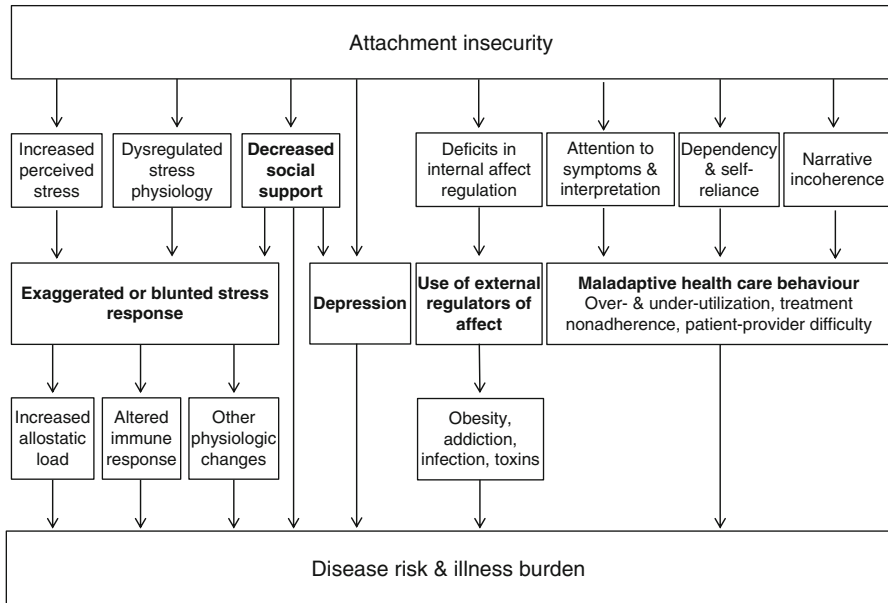 Attachment insecurity
Increased
perceived
stress
Dysregulated
stress
physiology
Decreased
social
support
Deficits in
internal affect
regulation
Attention to
symptoms &
interpretation
Dependency
& self-
reliance
Narrative
incoherence
Exaggerated or blunted stress
response
Depression
Use of external
regulators of
affect
Maladaptive health care behaviour
Over- & under-utilization, treatment
nonadherence, patient-provider difficulty
Increased
allostatic
load
Altered
immune
response
Other
physiologic
changes
Obesity,
addiction,
infection, toxins
Disease risk & illness burden